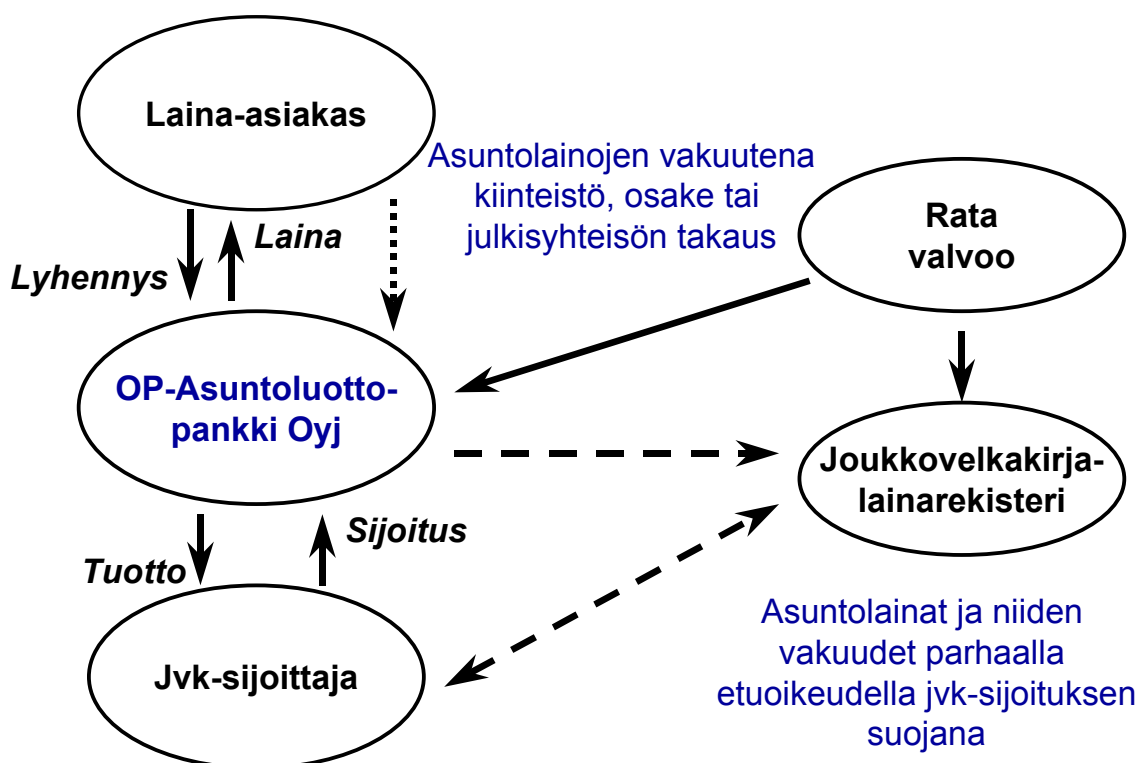 Laina-asiakas
Asuntolainojen vakuutena
kiinteistö, osake tai
julkisyhteisön takaus
Rata
valvoo
Laina
Lyhennys
OP-Asuntoluotto-
pankki Oyj
Joukkovelkakirja-
lainarekisteri
Sijoitus
Tuotto
Jvk-sijoittaja
Asuntolainat ja niiden
vakuudet parhaalla
etuoikeudella jvk-sijoituksen
suojana